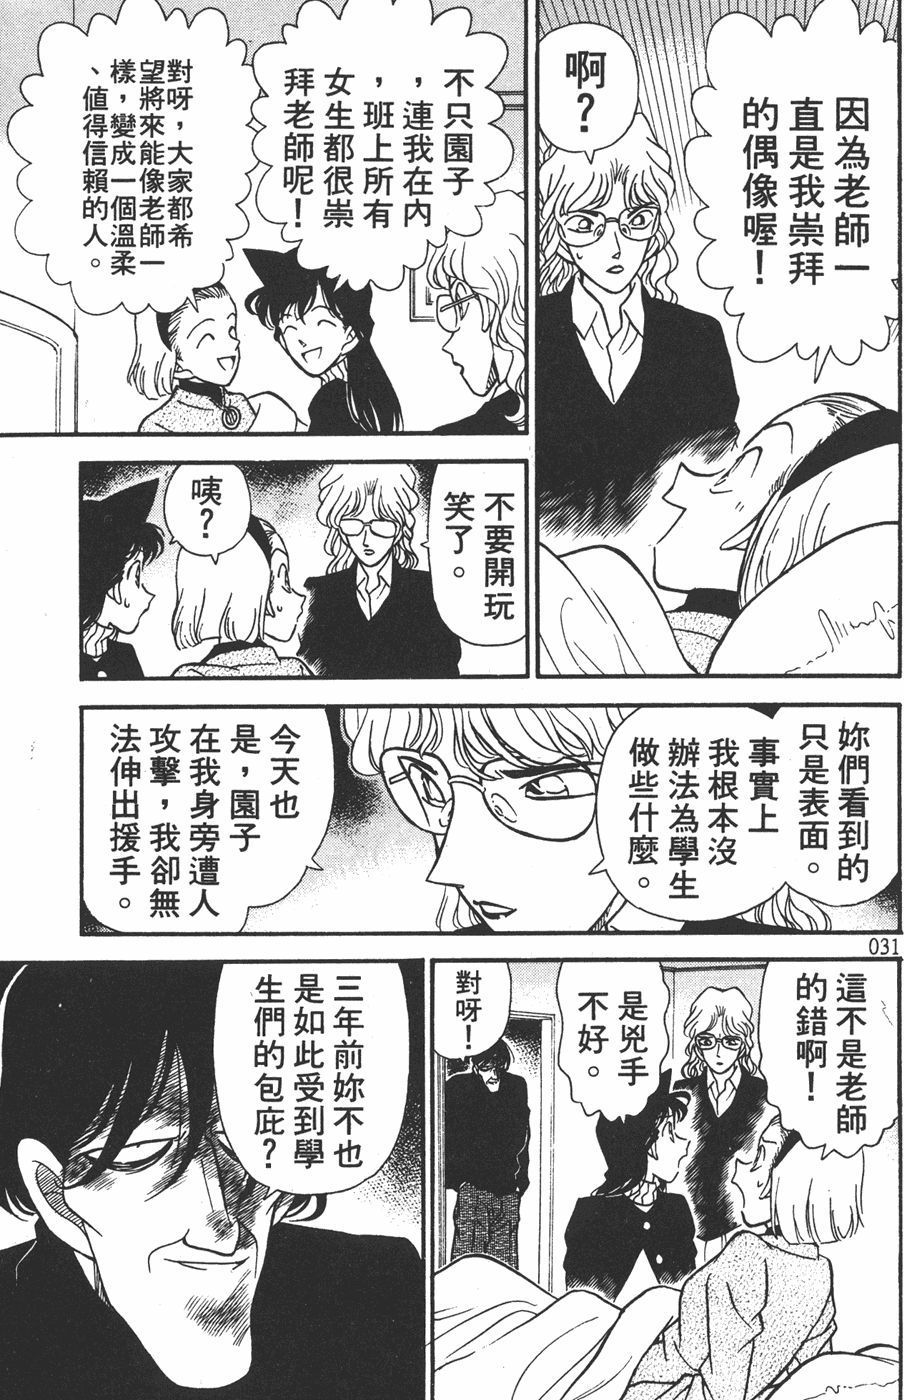 因為老師一
直是我崇拜
的偶像喔！
啊？
不只園子
，連我在內
，班上所有
女生都很崇
拜老師呢！
對呀，大家都希
望將來能像老師一
樣，變成一個溫柔
、值得信賴的人。
不要開玩
笑了。
咦？
妳們看到的
只是表面。
事實上
我根本沒
辦法為學生
做些什麼。
今天也
是，園子
在我身旁遭人
攻擊，我卻無
法伸出援手。
031
這不是老師
的錯啊！
是兇手
不好。
對呀！
三年前妳不也
是如此受到學
生們的包庇？